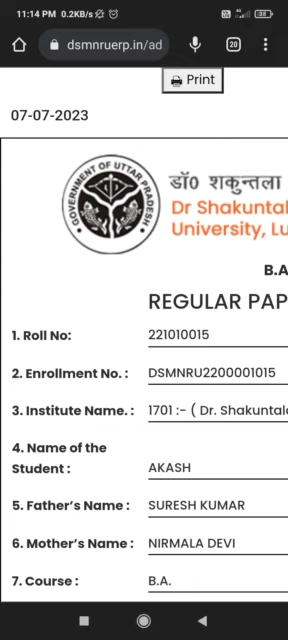 11:14 PM 0.2KB/s
dsmnruerp.in/ad
20
Print
07-07-2023
GOVERNMENT OF UTTAR PRADESH
डॉ0 शकुन्तला
Dr Shakuntal
University, Lu
B.A
REGULAR PAP
1. Roll No: 221010015
2. Enrollment No. : DSMNRU2200001015
3. Institute Name. : 1701 :- ( Dr. Shakuntala
4. Name of the
Student : AKASH
5. Father's Name : SURESH KUMAR
6. Mother's Name : NIRMALA DEVI
7. Course : B.A.